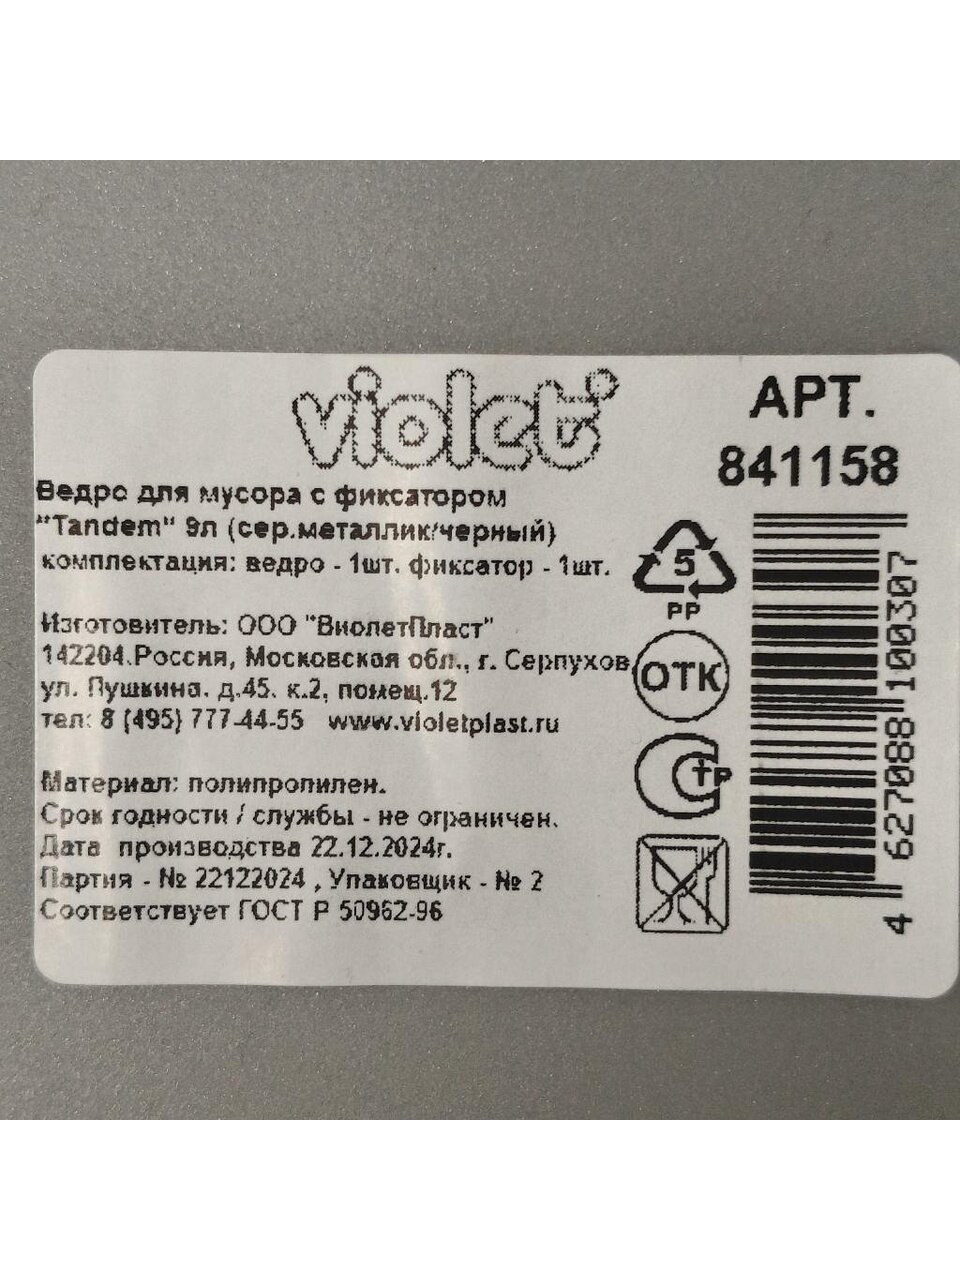 violet
АРТ.
841158
Ведро для мусора с фиксатором
"Tandem" 9л (сер.металлик/черный)
комплектация: ведро - 1шт. фиксатор - 1шт.
Изготовитель: ООО "ВиолетПласт"
142204.Россия, Московская обл., г. Серпухов,
ул. Пушкина. д.45. к.2, помещ.12
тел: 8 (495) 777-44-55 www.violetplast.ru
Материал: полипропилен.
Срок годности / службы - не ограничен.
Дата производства 22.12.2024г.
Партия - № 22122024 , Упаковщик - № 2
Соответствует ГОСТ Р 50962-96
5
PP
ОТК
СТР
4 627088 100307